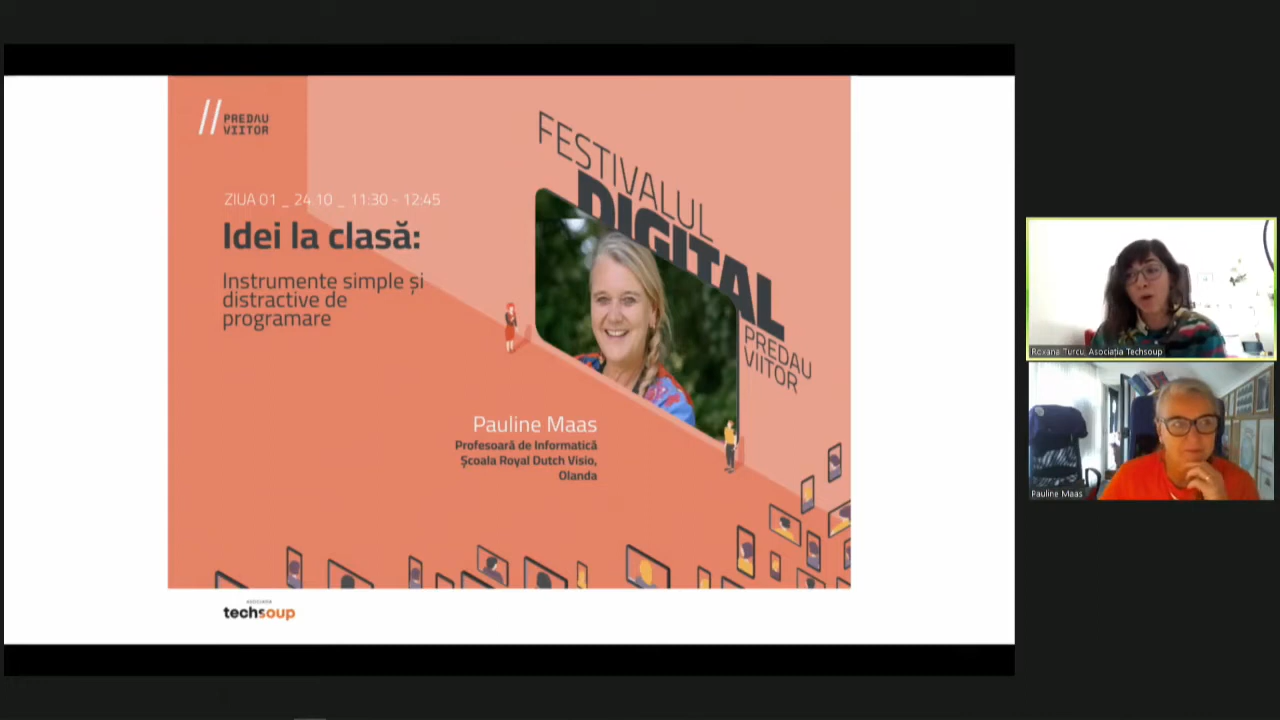 PREDAU
VIITOR
ZIUA 01 _ 24.10 _ 11:30 - 12:45
Idei la clasă:
Instrumente simple și
distractive de
programare
FESTIVALUL
DIGITAL
PREDAU
VIITOR
Pauline Maas
Profesoară de Informatică
Școala Royal Dutch Visio,
Olanda
asociația
techsoup
Roxana Turcu, Asociația Techsoup
Pauline Maas